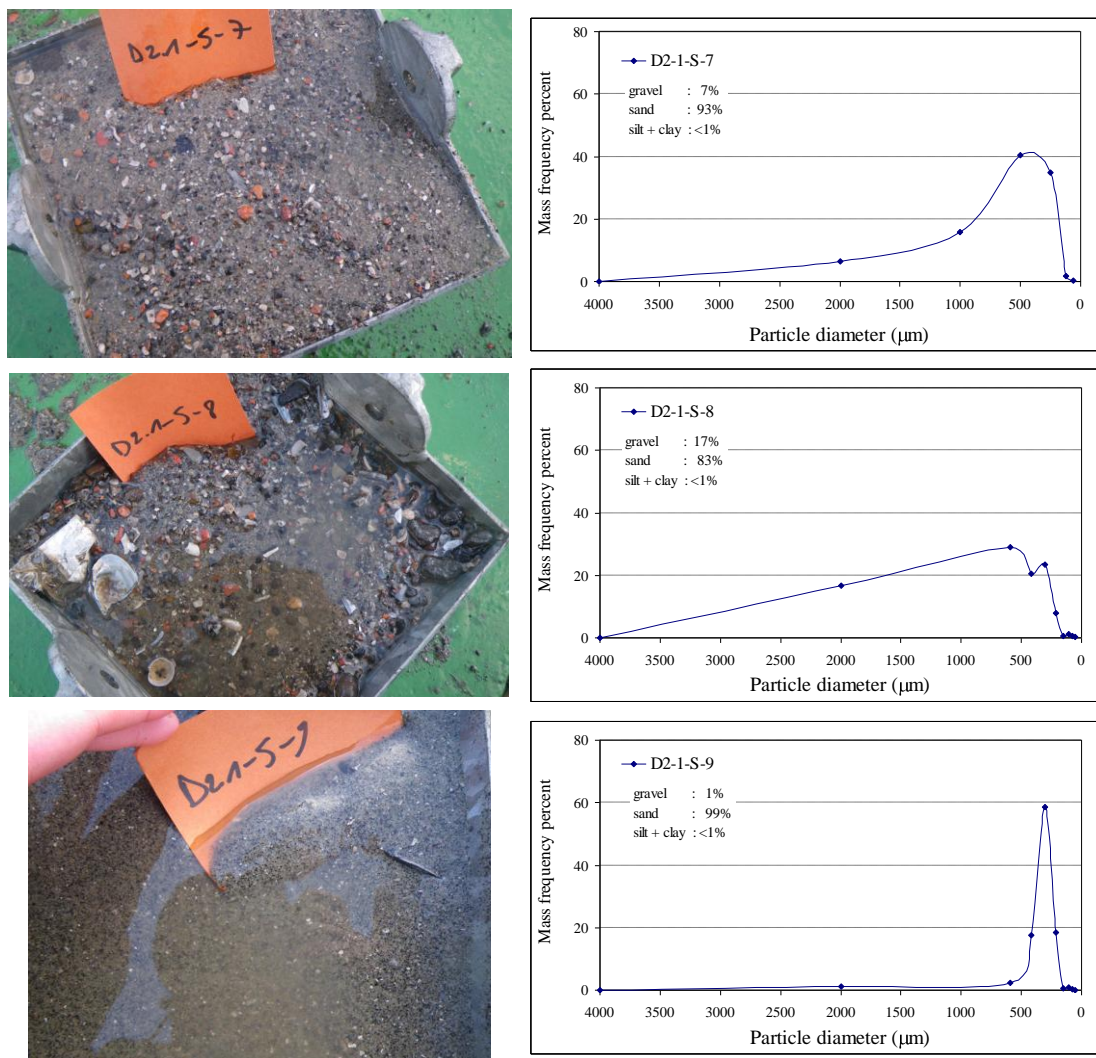 D2.1-S-7
D2-1-S-7
gravel : 7%
sand : 93%
silt + clay : <1%
Mass frequency percent
80
60
40
20
0
4000 3500 3000 2500 2000 1500 1000 500 0
Particle diameter (µm)
D2.1-S-8
D2-1-S-8
gravel : 17%
sand : 83%
silt + clay : <1%
Mass frequency percent
80
60
40
20
0
4000 3500 3000 2500 2000 1500 1000 500 0
Particle diameter (µm)
D2.1-S-9
D2-1-S-9
gravel : 1%
sand : 99%
silt + clay : <1%
Mass frequency percent
80
60
40
20
0
4000 3500 3000 2500 2000 1500 1000 500 0
Particle diameter (µm)